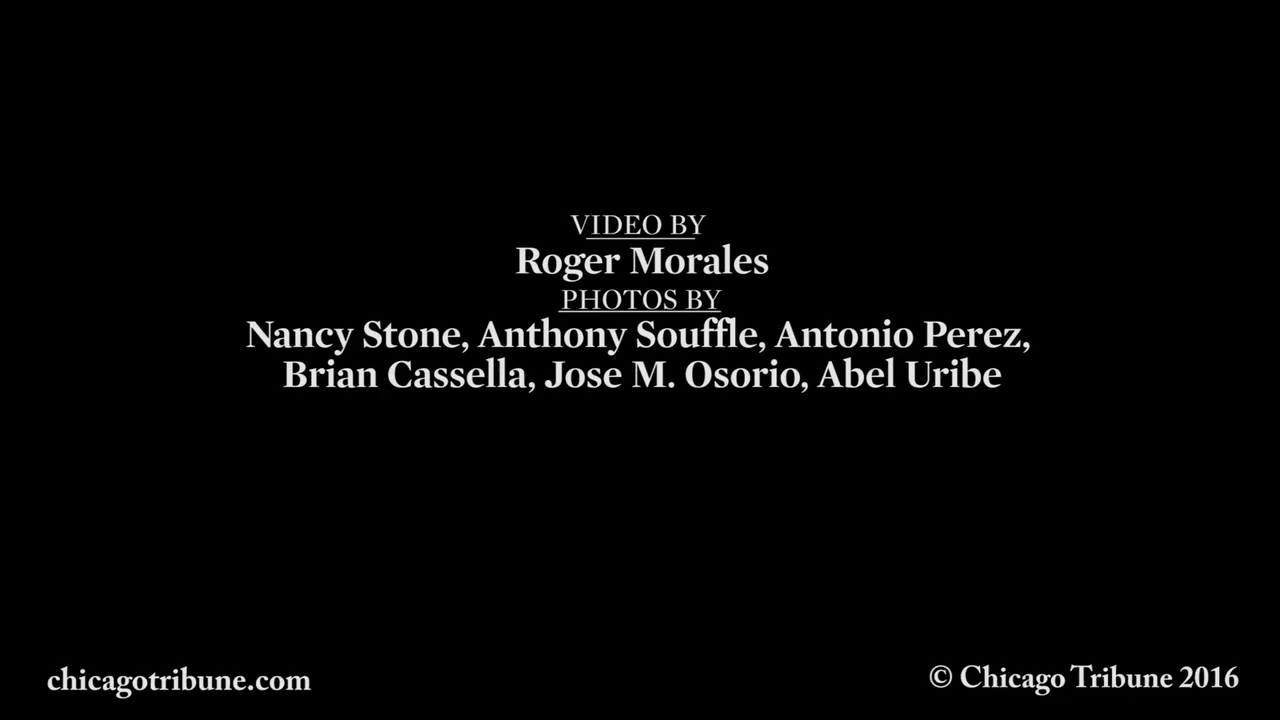 VIDEO BY
Roger Morales
PHOTOS BY
Nancy Stone, Anthony Souffle, Antonio Perez,
Brian Cassella, Jose M. Osorio, Abel Uribe
chicagotribune.com
© Chicago Tribune 2016